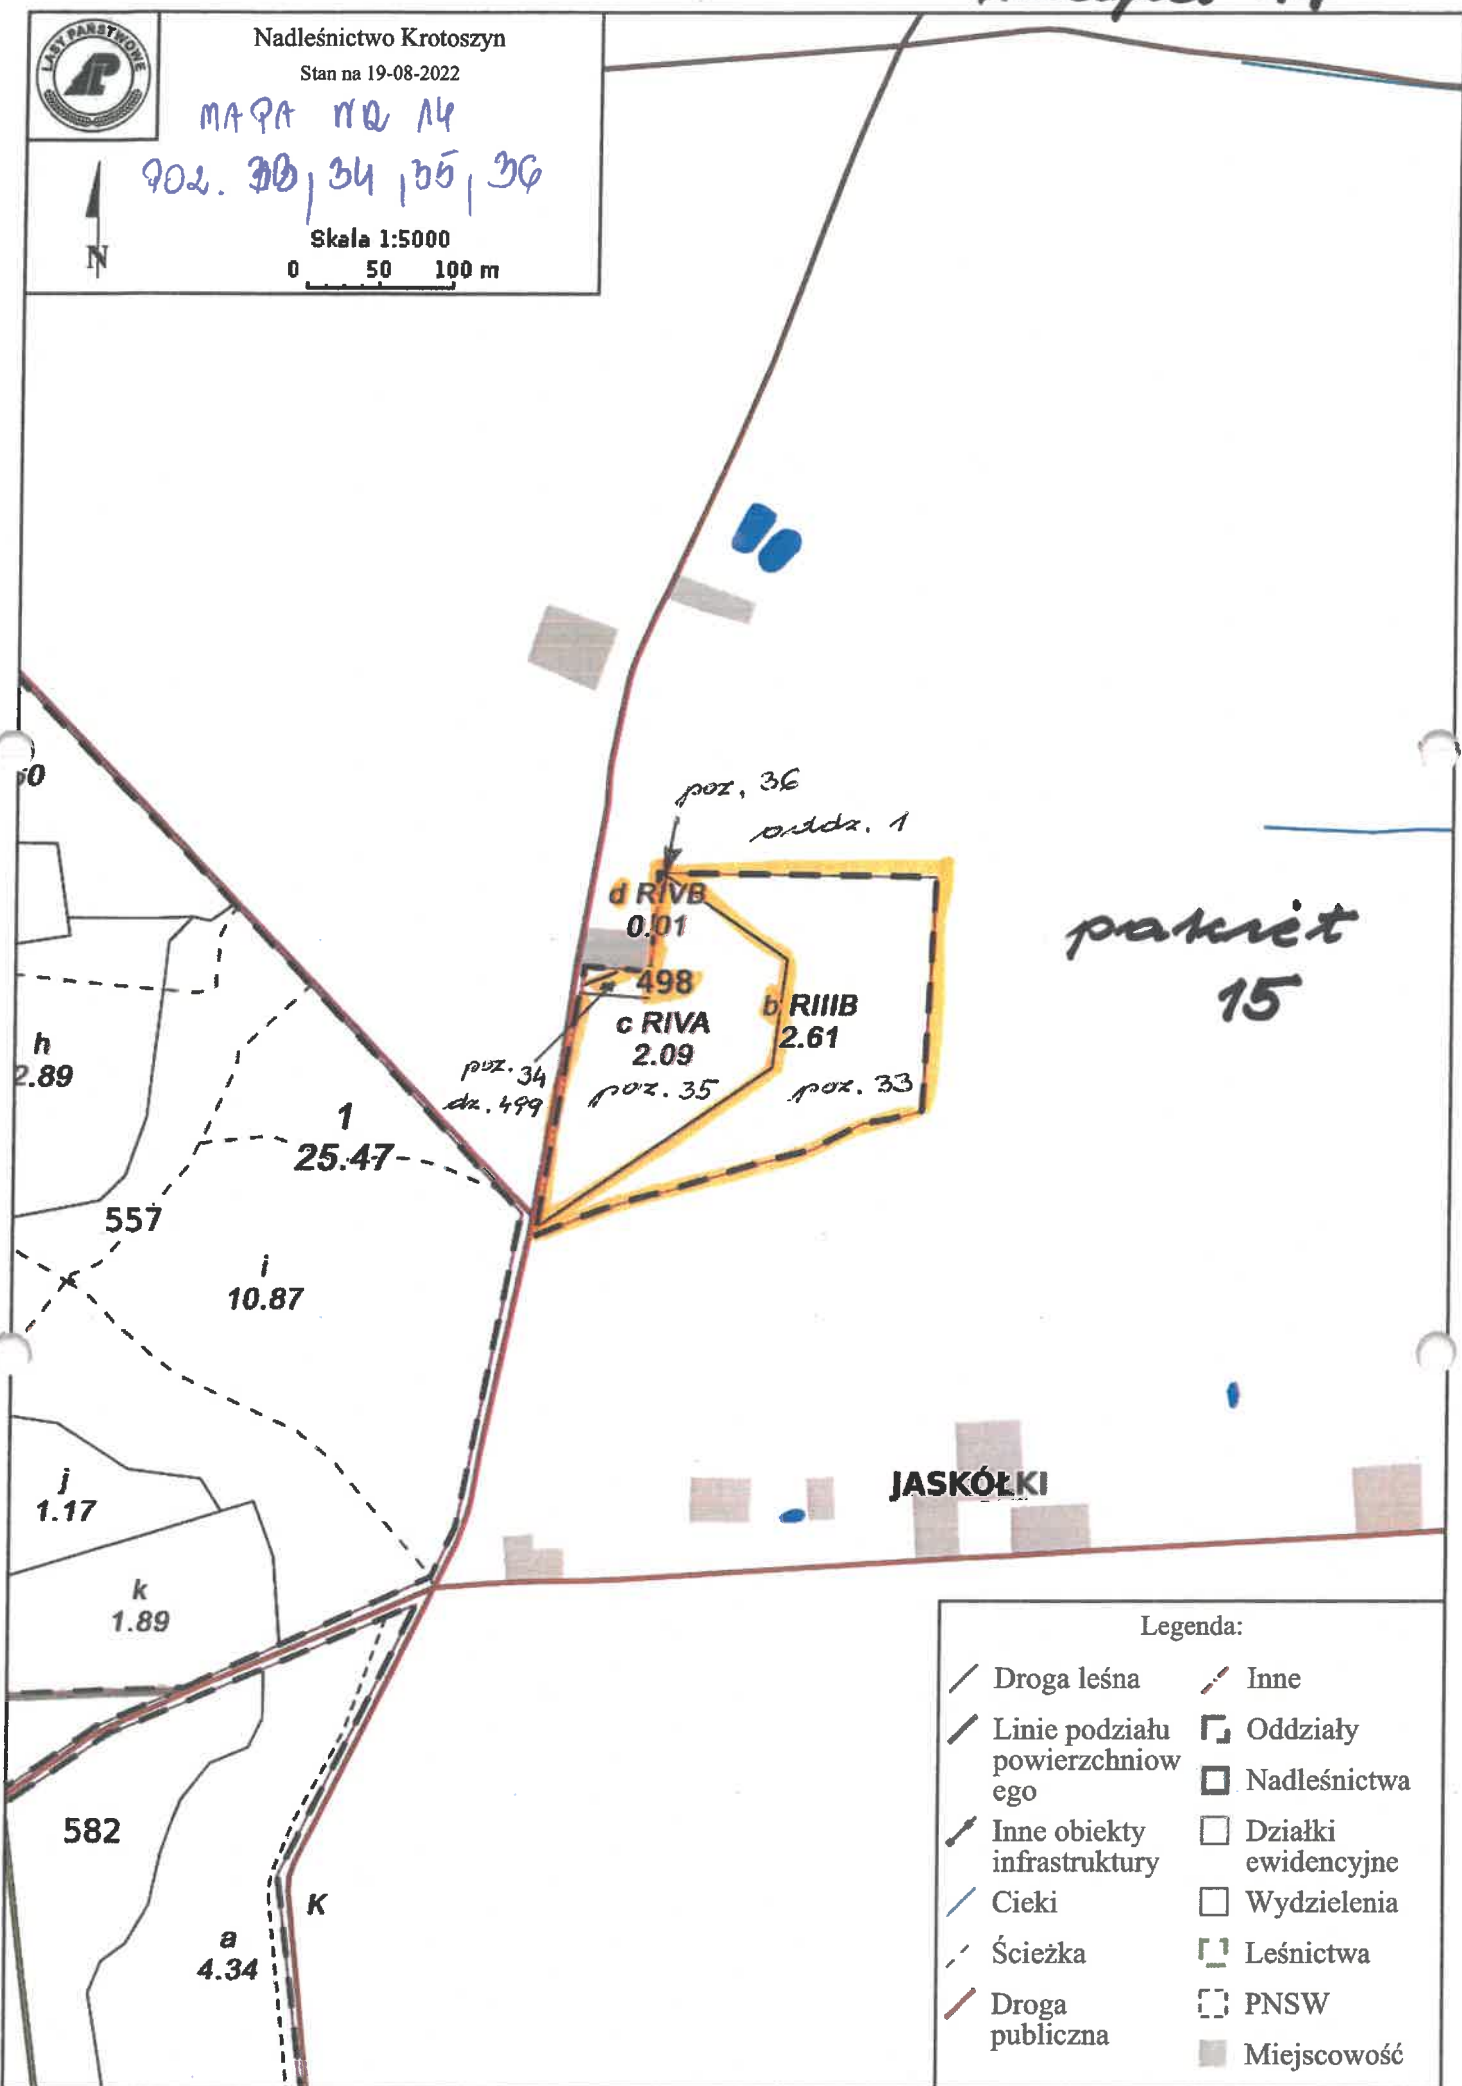 LASY PAŃSTWOWE
Nadleśnictwo Krotoszyn
Stan na 19-08-2022
MAPA NR 14
POZ. 33, 34, 35, 36
N
Skala 1:5000
0 50 100 m
poz. 36
oddz. 1
d RIVB
0.01
498
c RIVA
2.09
poz. 35
b RIIIB
2.61
poz. 33
poz. 34
dz. 499
pakiet
15
h
2.89
1
25.47
557
i
10.87
j
1.17
k
1.89
JASKÓŁKI
582
K
a
4.34
Legenda:
Droga leśna
Linie podziału
powierzchniow
ego
Inne obiekty
infrastruktury
Cieki
Ścieżka
Droga
publiczna
Inne
Oddziały
Nadleśnictwa
Działki
ewidencyjne
Wydzielenia
Leśnictwa
PNSW
Miejscowość